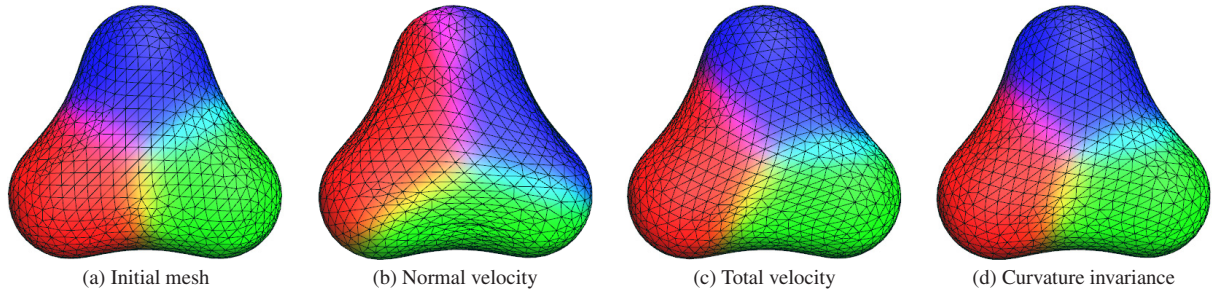 (a) Initial mesh
(b) Normal velocity
(c) Total velocity
(d) Curvature invariance